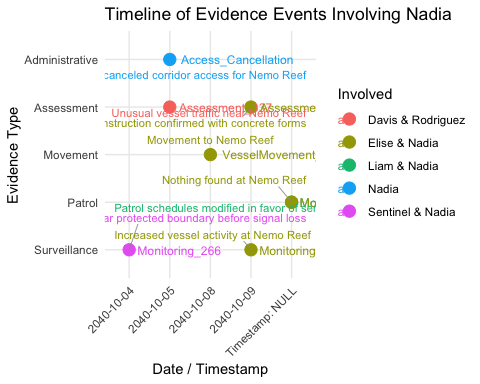 Timeline of Evidence Events Involving Nadia
Evidence Type
Administrative
Assessment
Movement
Patrol
Surveillance
Access_Cancellation
canceled corridor access for Nemo Reef
Unusual vessel traffic near Nemo Reef
construction confirmed with concrete forms
Movement to Nemo Reef
VesselMovement
Nothing found at Nemo Reef
Mo
Patrol schedules modified in favor of
ar protected boundary before signal loss
Increased vessel activity at Nemo Reef
Monitoring_266
Monitoring
2040-10-04
2040-10-05
2040-10-08
2040-10-09
Timestamp: NULL
Date / Timestamp
Involved
Davis & Rodriguez
Elise & Nadia
Liam & Nadia
Nadia
Sentinel & Nadia